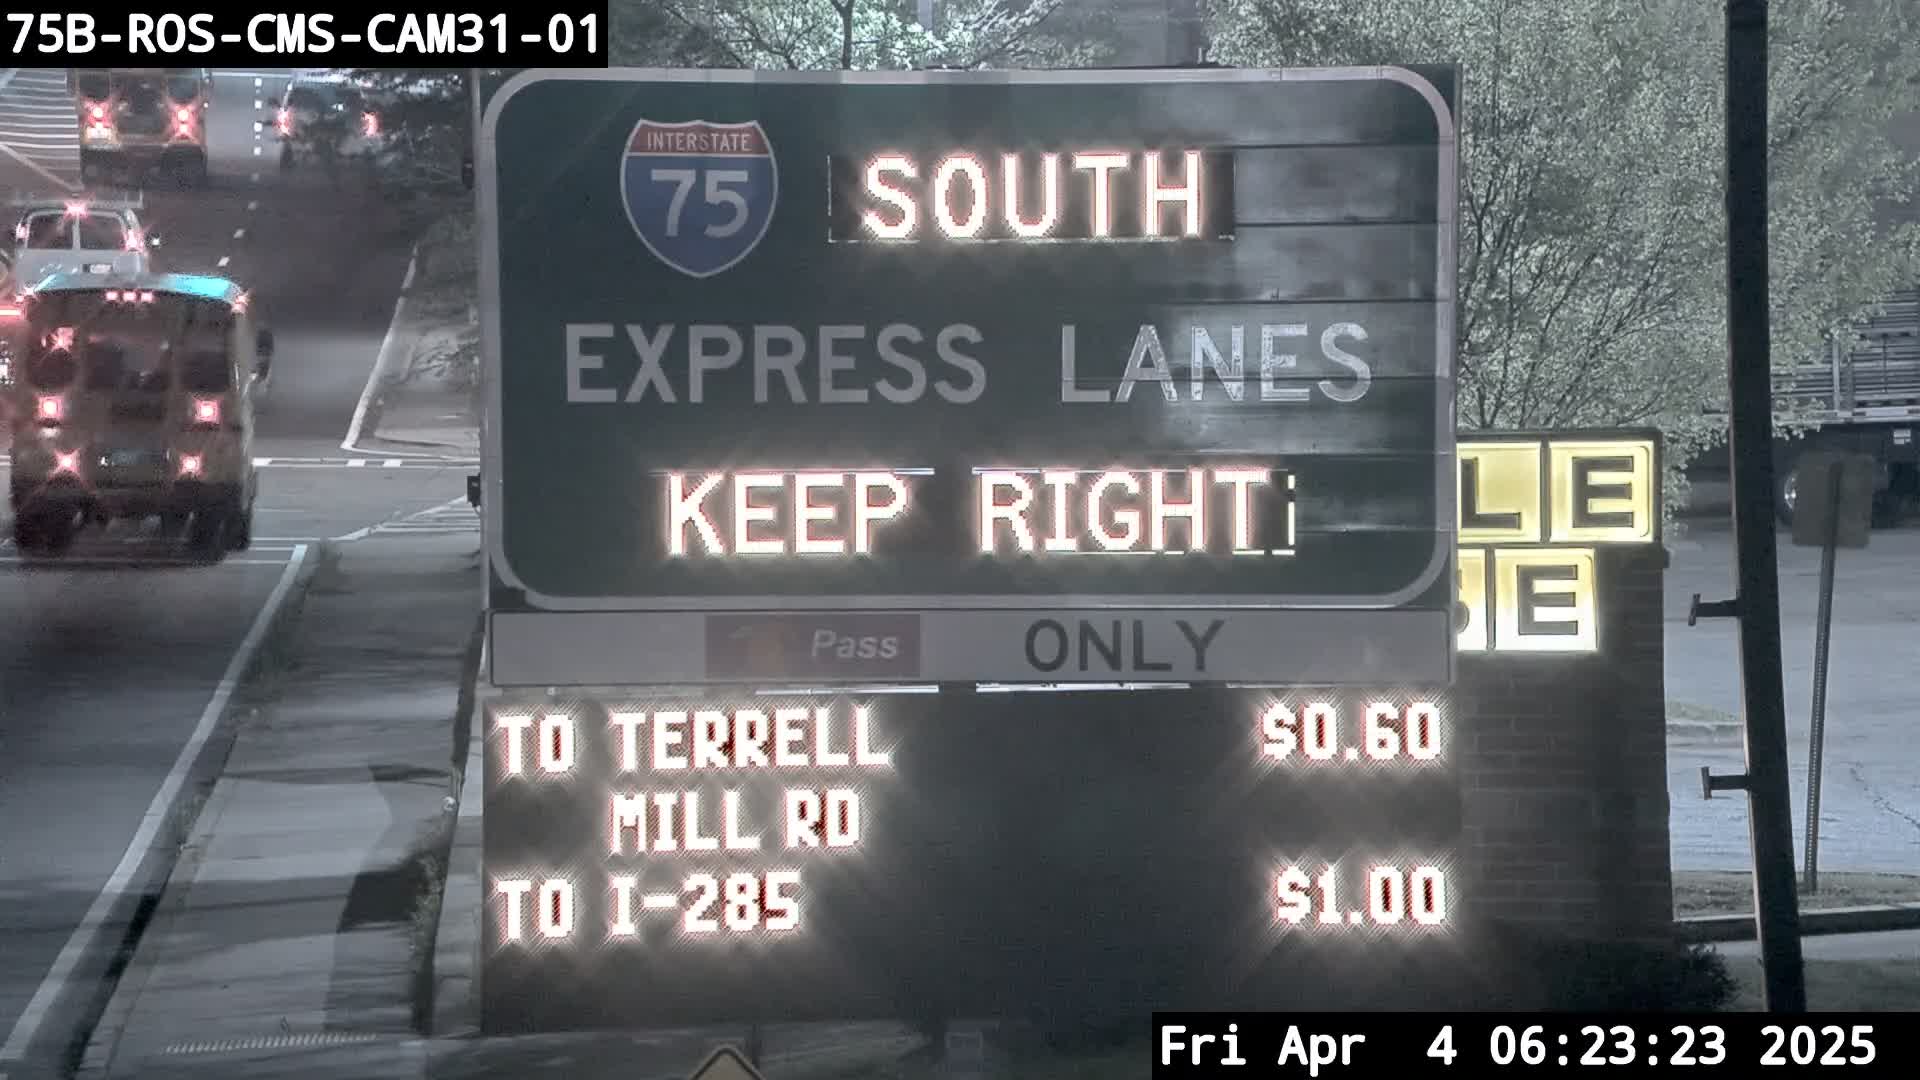 75B-ROS-CMS-CAM31-01
INTERSTATE
75
SOUTH
EXPRESS LANES
KEEP RIGHT
Pass ONLY
TO TERRELL $0.60
MILL RD
TO I-285 $1.00
LE
E
Fri Apr 4 06:23:23 2025